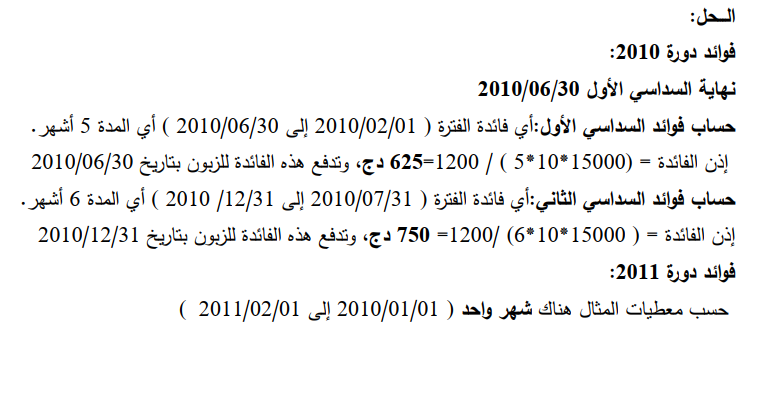 الـحل:
فوائد دورة 2010:
نهاية السداسي الأول 2010/06/30
حساب فوائد السداسي الأول:أي فائدة الفترة ( 2010/02/01 إلى 2010/06/30 ) أي المدة 5 أشهر.
إذن الفائدة = (15000*10*5 ) / 1200=625 دج، وتدفع هذه الفائدة للزبون بتاريخ 2010/06/30
حساب فوائد السداسي الثاني:أي فائدة الفترة ( 2010/07/31 إلى 12/31/ 2010 ) أي المدة 6 أشهر.
إذن الفائدة = ( 15000*10*6)/ 1200= 750 دج، وتدفع هذه الفائدة للزبون بتاريخ 2010/12/31
فوائد دورة 2011:
حسب معطيات المثال هناك شهر واحد ( 2010/01/01 إلى 2011/02/01 )